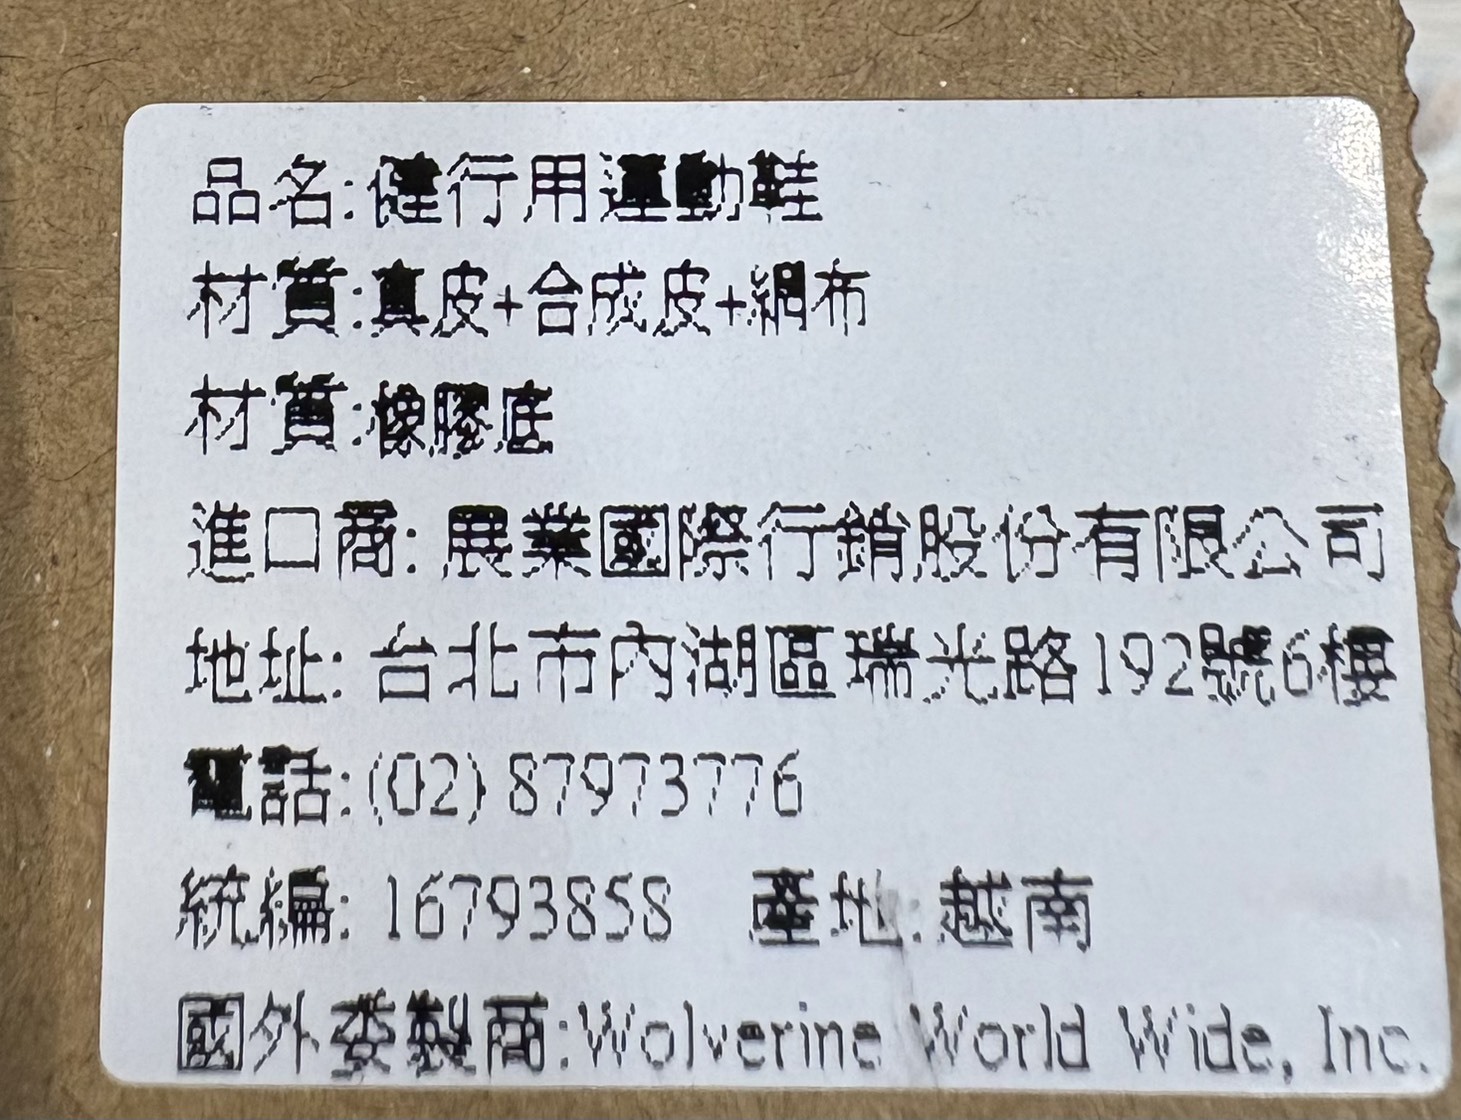 品名:健行用運動鞋
材質:真皮+合成皮+網布
材質:橡膠底
進口商: 展業國際行銷股份有限公司
地址: 台北市內湖區瑞光路192號6樓
電話:(02) 87973776
統編: 16793858 產地: 越南
國外委製商:Wolverine World Wide, Inc.